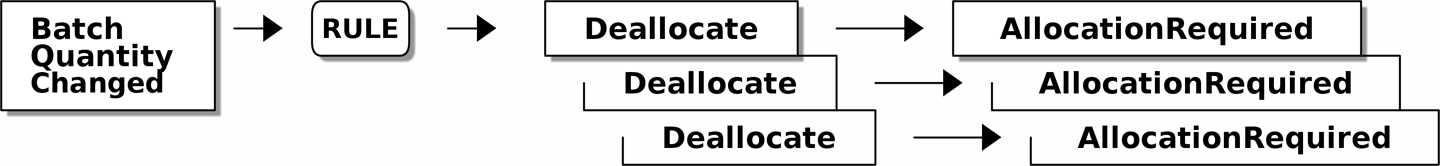 Batch
Quantity
Changed
RULE
Deallocate
AllocationRequired
Deallocate
AllocationRequired
Deallocate
AllocationRequired